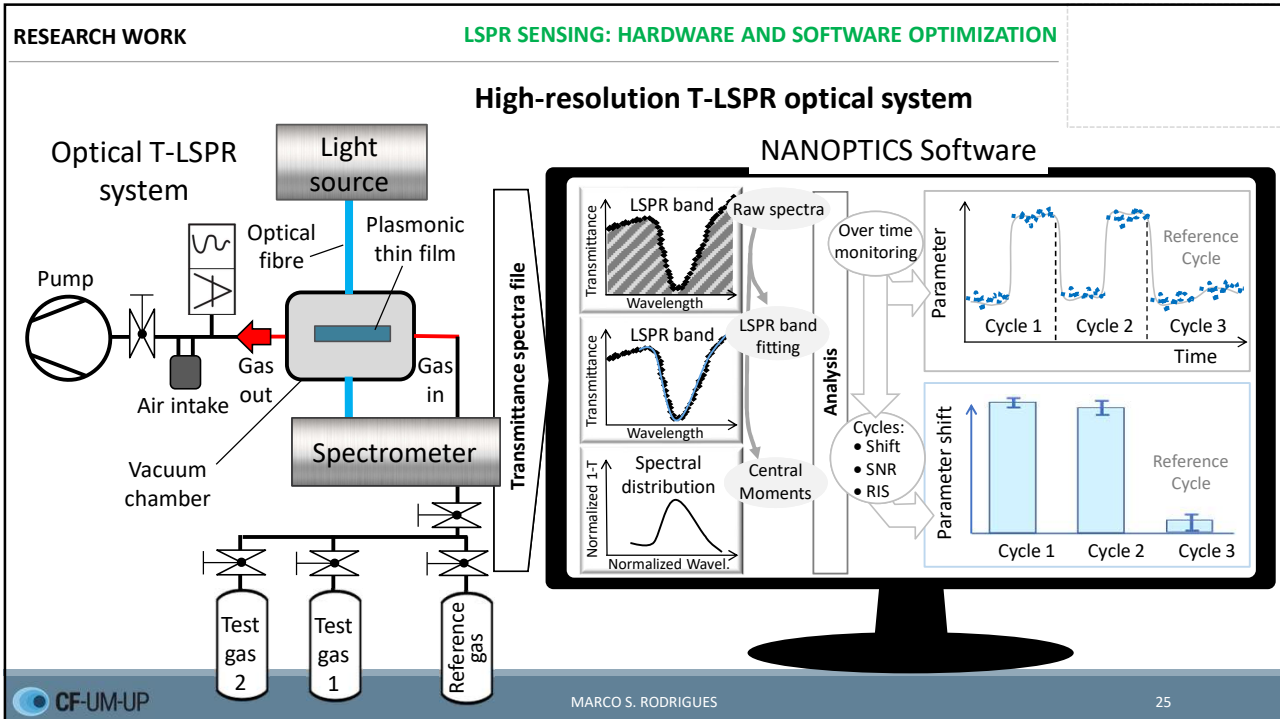 RESEARCH WORK
LSPR SENSING: HARDWARE AND SOFTWARE OPTIMIZATION
High-resolution T-LSPR optical system
Optical T-LSPR
system
Light
source
Optical
fibre
Plasmonic
thin film
Pump
Gas
out
Gas
in
Air intake
Vacuum
chamber
Spectrometer
Test
gas
2
Test
gas
1
Reference
gas
Transmittance spectra file
NANOPTICS Software
LSPR band
Transmittance
Wavelength
Raw spectra
LSPR band
Transmittance
Wavelength
LSPR band
fitting
Spectral
distribution
Normalized 1-T
Normalized Wavel.
Central
Moments
Analysis
Over time
monitoring
Cycles:
• Shift
• SNR
• RIS
Parameter
Reference
Cycle
Cycle 1
Cycle 2
Cycle 3
Time
Parameter shift
Reference
Cycle
Cycle 1
Cycle 2
Cycle 3
CF-UM-UP
MARCO S. RODRIGUES
25